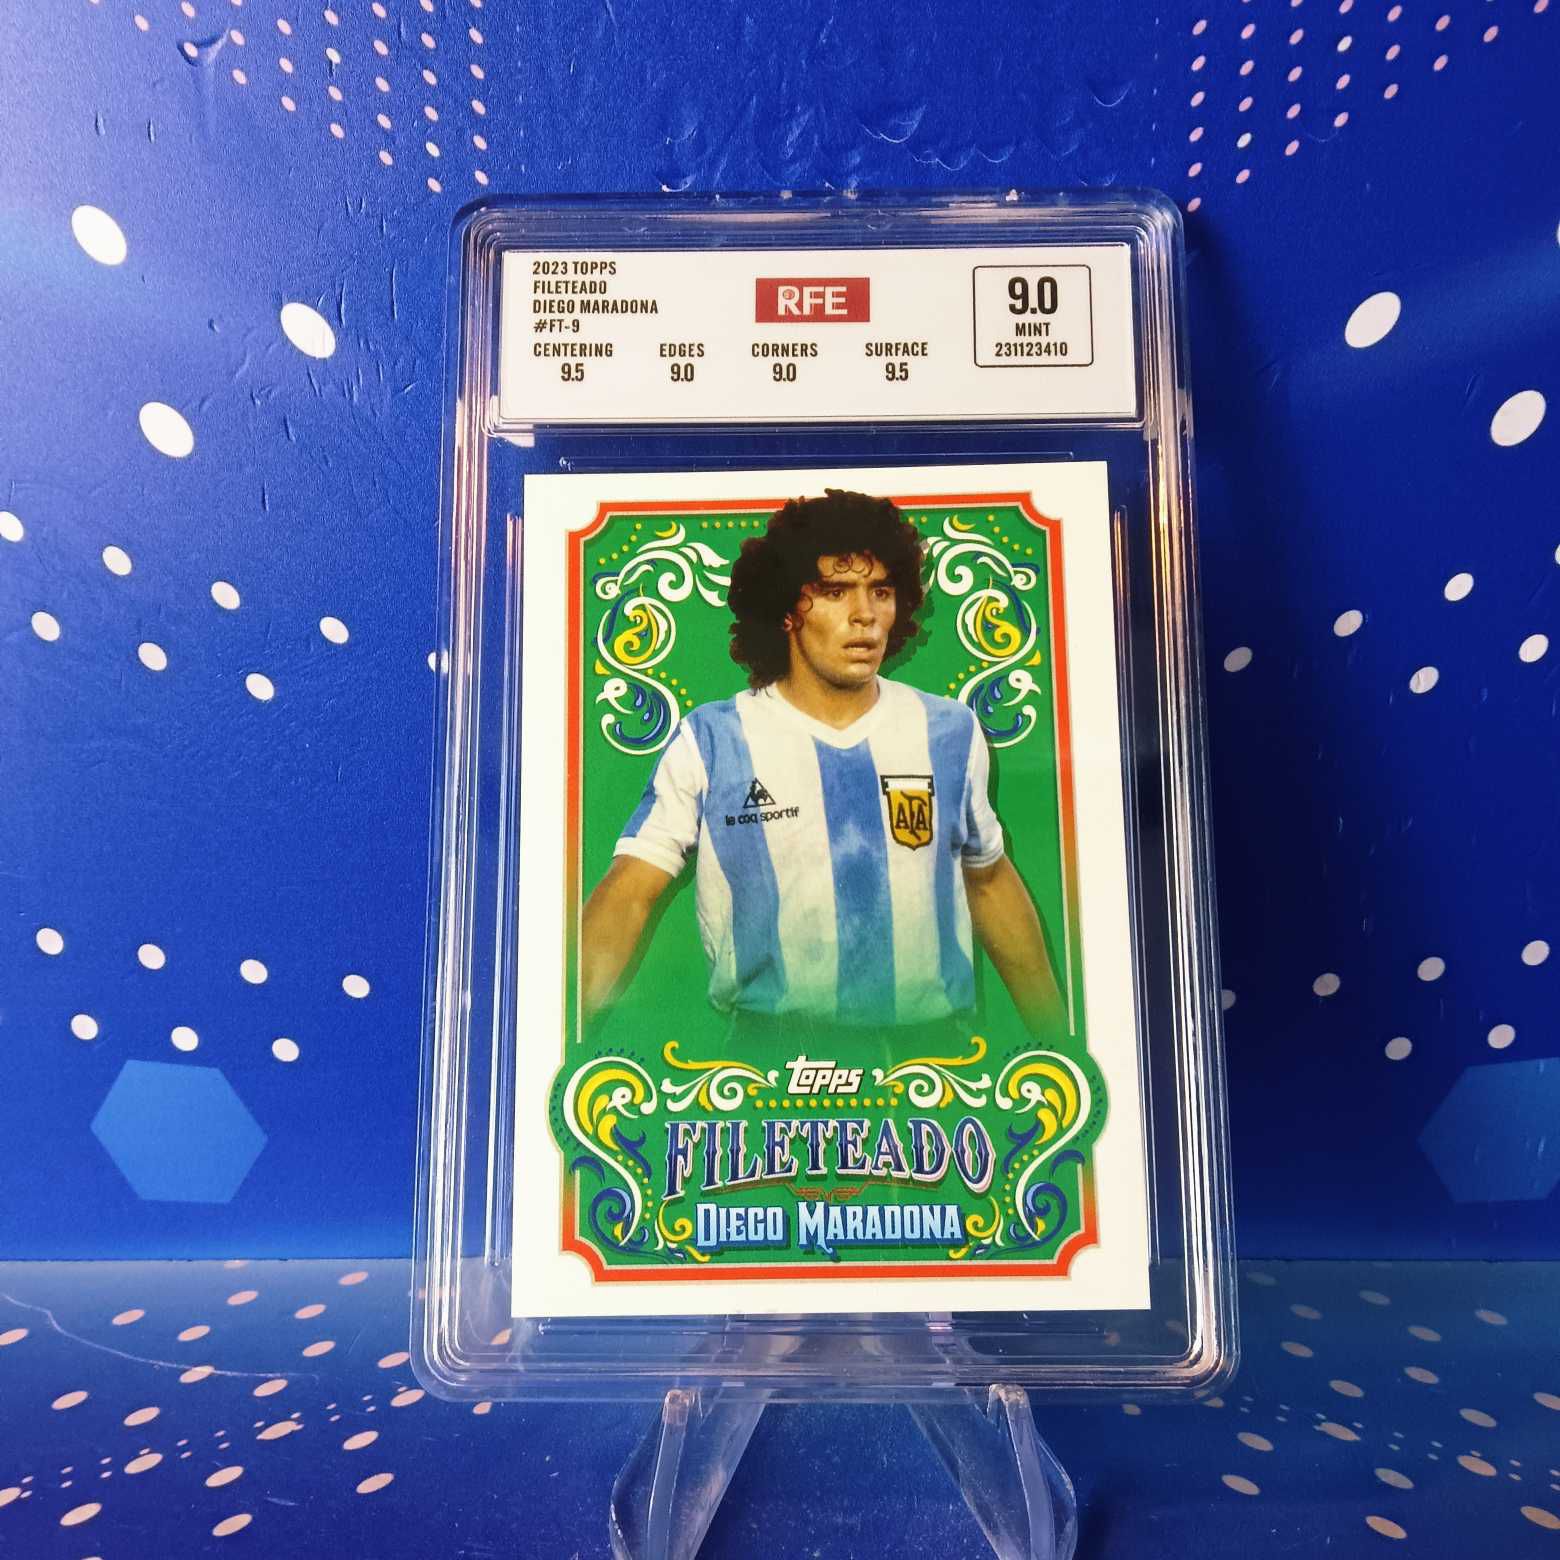 2023 TOPPS
FILETEADO
DIEGO MARADONA
#FT-9
RFE
9.0
MINT
231123410
CENTERING EDGES CORNERS SURFACE
9.5 9.0 9.0 9.5
le coq sportif
AFA
topps
FILETEADO
DIEGO MARADONA